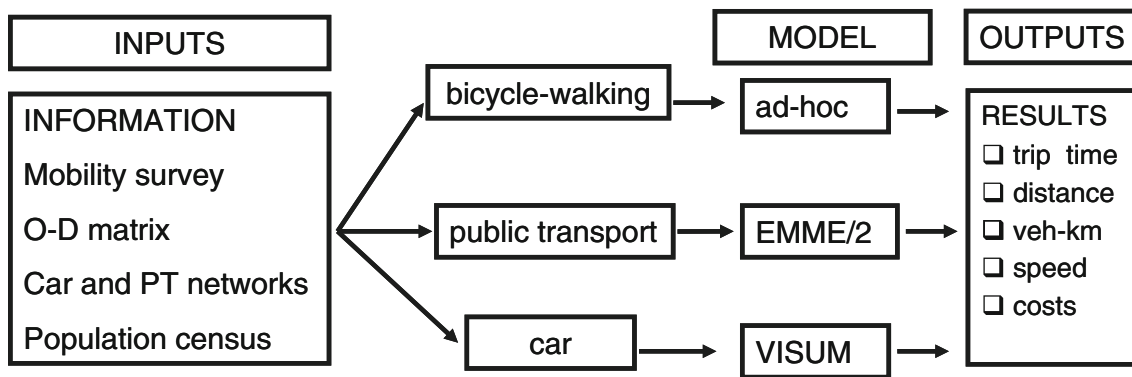 INPUTS
MODEL
OUTPUTS
INFORMATION
Mobility survey
O-D matrix
Car and PT networks
Population census
bicycle-walking
public transport
car
ad-hoc
EMME/2
VISUM
RESULTS
❑ trip time
❑ distance
❑ veh-km
❑ speed
❑ costs